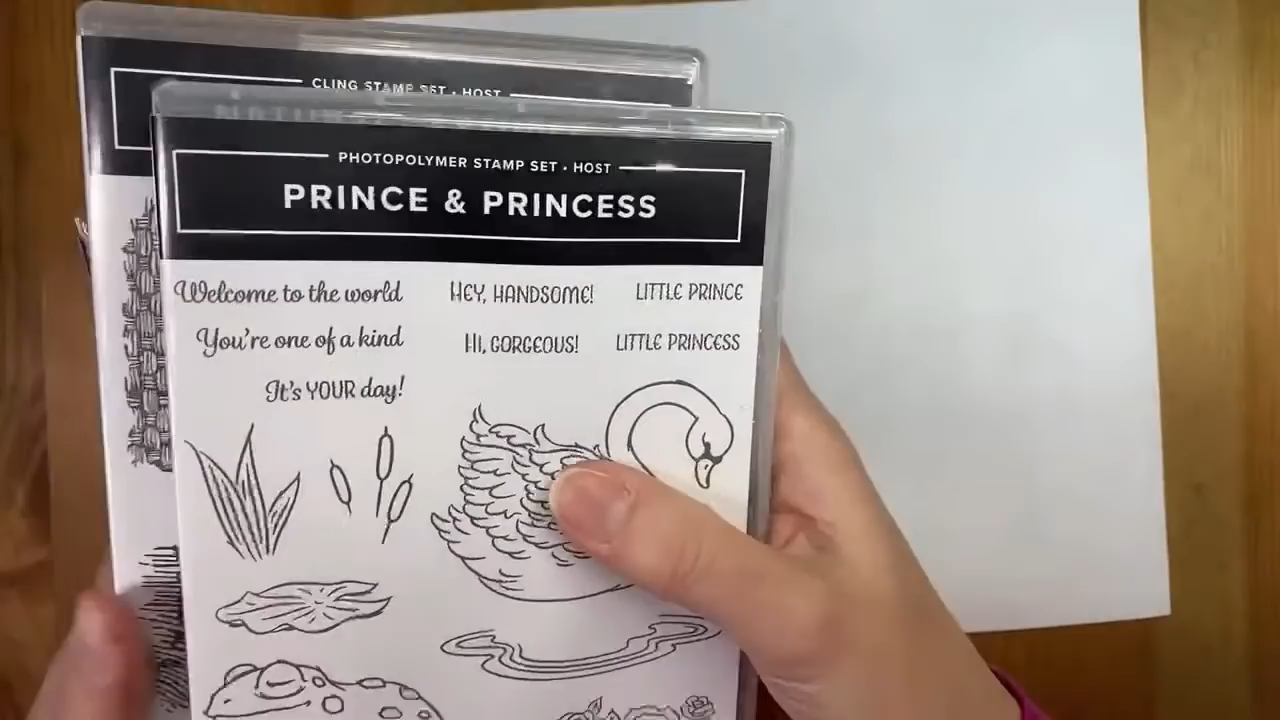 CLING STAMP SET • HOST
PHOTOPOLYMER STAMP SET • HOST
PRINCE & PRINCESS
Welcome to the world
HEY, HANDSOME!
LITTLE PRINCE
You're one of a kind
HI, GORGEOUS!
LITTLE PRINCESS
It's YOUR day!